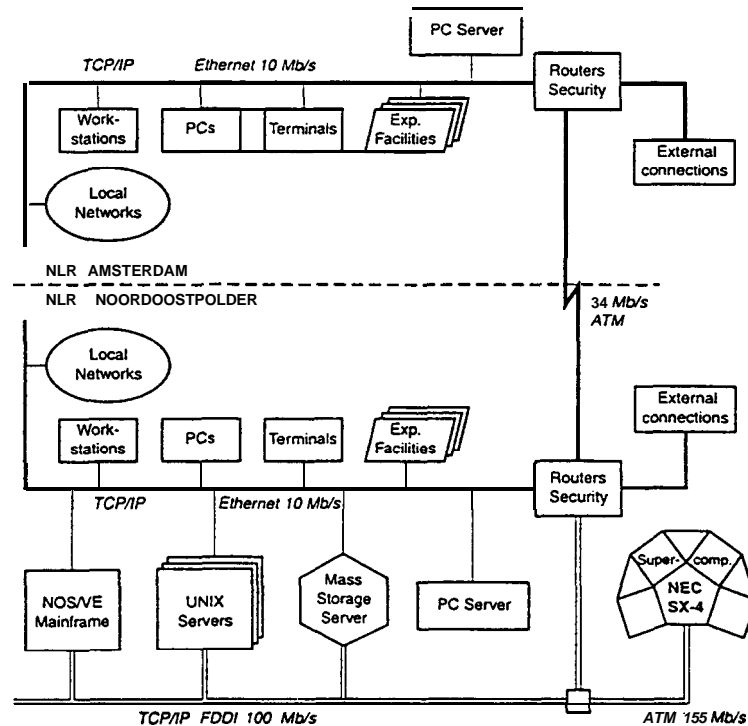 PC Server
TCP/IP Ethernet 10 Mb/s
Routers
Security
Work-
stations
PCs
Terminals
Exp.
Facilities
External
connections
Local
Networks
NLR AMSTERDAM
NLR NOORDOOSTPOLDER
34 Mb/s
ATM
Local
Networks
External
connections
Work-
stations
PCs
Terminals
Exp.
Facilities
Routers
Security
TCP/IP Ethernet 10 Mb/s
NOS/VE
Mainframe
UNIX
Servers
Mass
Storage
Server
PC Server
Super- comp.
NEC
SX-4
TCP/IP FDDI 100 Mb/s
ATM 155 Mb/s